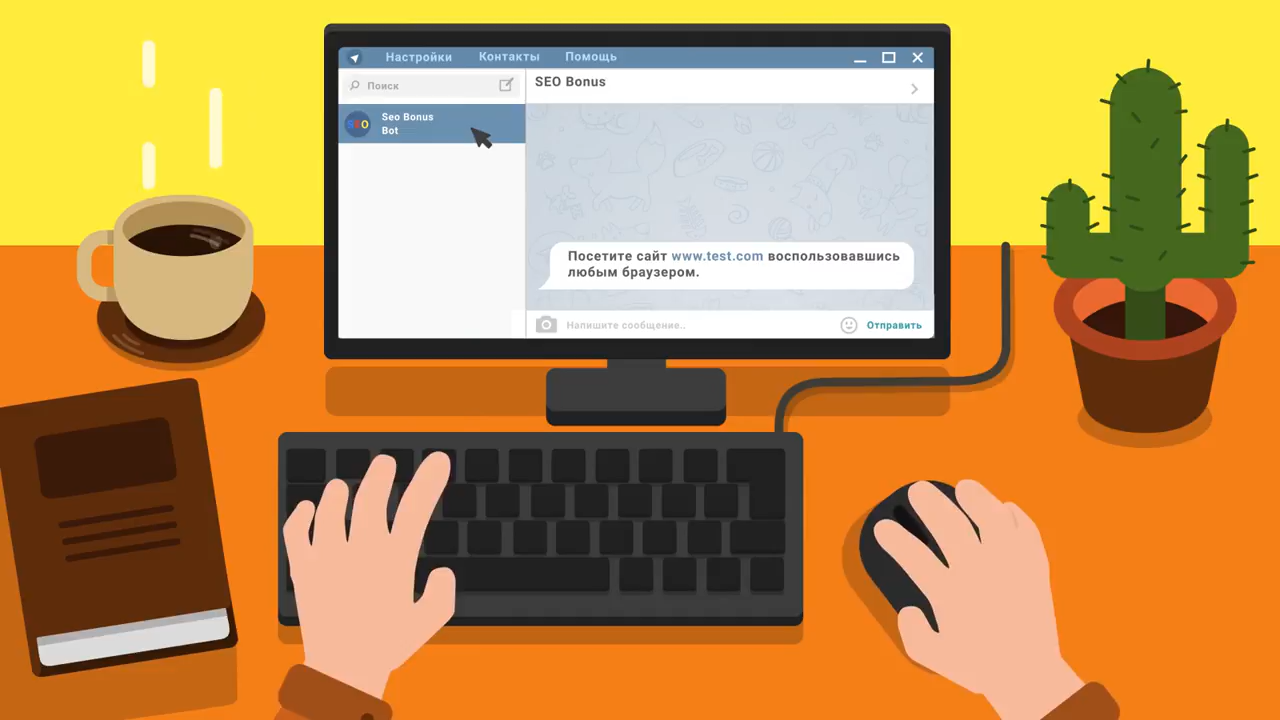 Настройки Контакты Помощь
Поиск
SEO Bonus
SEO
Seo Bonus
Bot
Посетите сайт www.test.com воспользовавшись
любым браузером.
Напишите сообщение.. Отправить